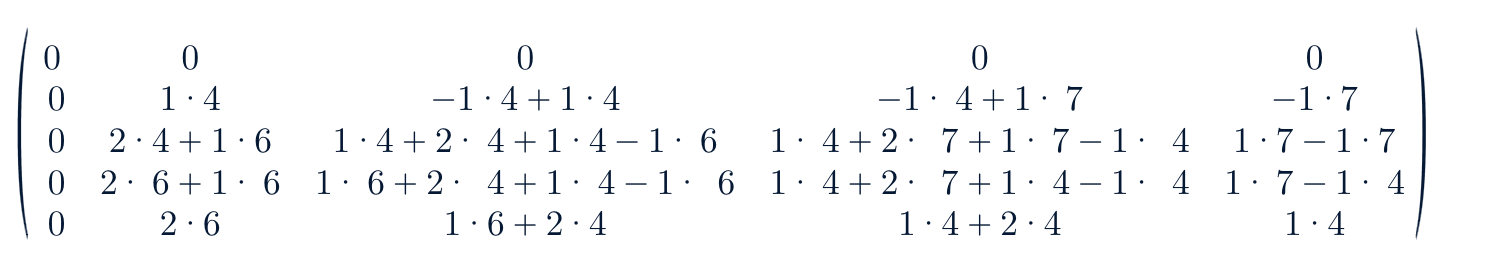 0 0 0 0 0
0 1 · 4 −1 · 4 + 1 · 4 −1 · 4 + 1 · 7 −1 · 7
0 2 · 4 + 1 · 6 1 · 4 + 2 · 4 + 1 · 4 − 1 · 6 1 · 4 + 2 · 7 + 1 · 7 − 1 · 4 1 · 7 − 1 · 7
0 2 · 6 + 1 · 6 1 · 6 + 2 · 4 + 1 · 4 − 1 · 6 1 · 4 + 2 · 7 + 1 · 4 − 1 · 4 1 · 7 − 1 · 4
0 2 · 6 1 · 6 + 2 · 4 1 · 4 + 2 · 4 1 · 4